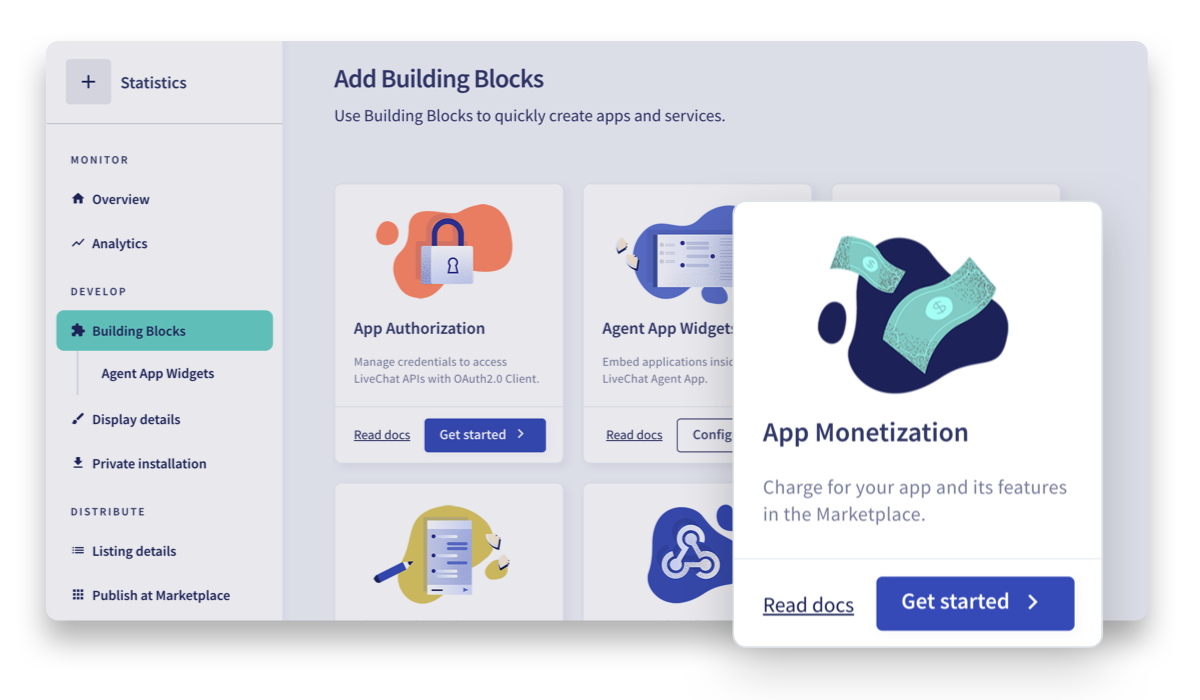 Statistics
MONITOR
Overview
Analytics
DEVELOP
Building Blocks
Agent App Widgets
Display details
Private installation
DISTRIBUTE
Listing details
Publish at Marketplace
Add Building Blocks
Use Building Blocks to quickly create apps and services.
App Authorization
Manage credentials to access
LiveChat APIs with OAuth2.0 Client.
Read docs
Get started
Agent App Widgets
Embed applications
LiveChat Agent App.
Read docs
Config
App Monetization
Charge for your app and its features
in the Marketplace.
Read docs
Get started